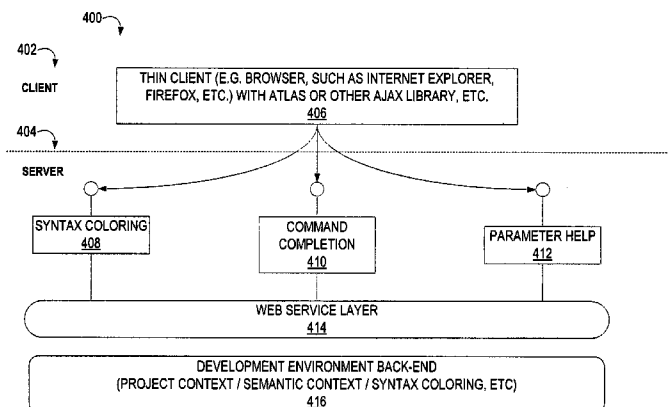 400
402
CLIENT
THIN CLIENT (E.G. BROWSER, SUCH AS INTERNET EXPLORER,
FIREFOX, ETC.) WITH ATLAS OR OTHER AJAX LIBRARY, ETC.
406
404
SERVER
SYNTAX COLORING
408
COMMAND
COMPLETION
410
PARAMETER HELP
412
WEB SERVICE LAYER
414
DEVELOPMENT ENVIRONMENT BACK-END
(PROJECT CONTEXT / SEMANTIC CONTEXT / SYNTAX COLORING, ETC)
416